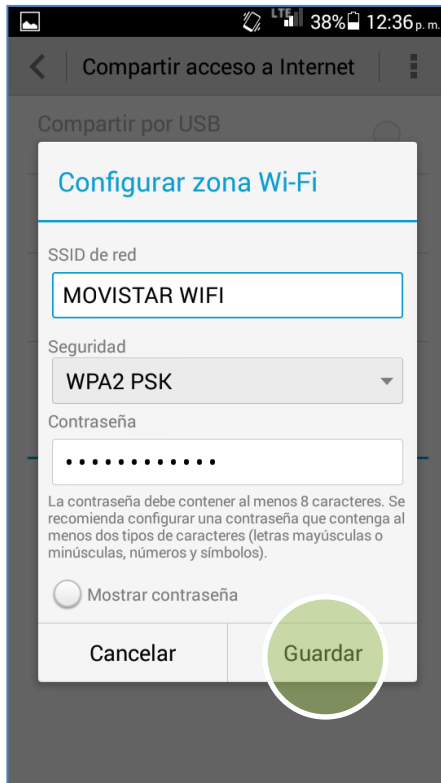 LTE 38% 12:36 p. m.
Compartir acceso a Internet
Compartir por USB
Configurar zona Wi-Fi
SSID de red
MOVISTAR WIFI
Seguridad
WPA2 PSK
Contraseña
••••••••••••
La contraseña debe contener al menos 8 caracteres. Se
recomienda configurar una contraseña que contenga al
menos dos tipos de caracteres (letras mayúsculas o
minúsculas, números y símbolos).
Mostrar contraseña
Cancelar Guardar